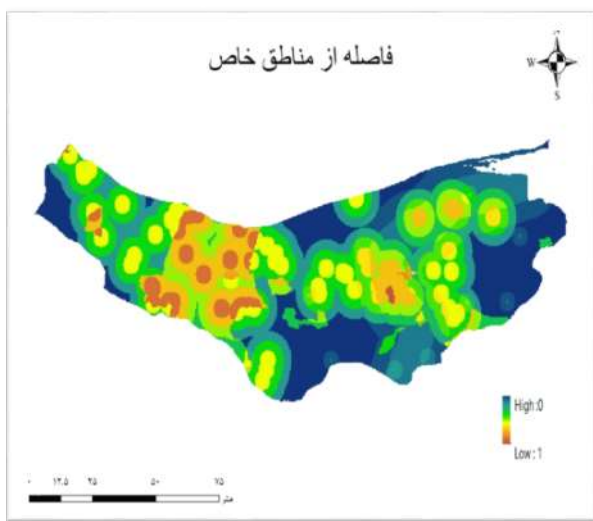 فاصله از مناطق خاص
W
S
High :0
Low : 1
۰ ۱۲.۵ ۲۵ ۵۰ ۷۵